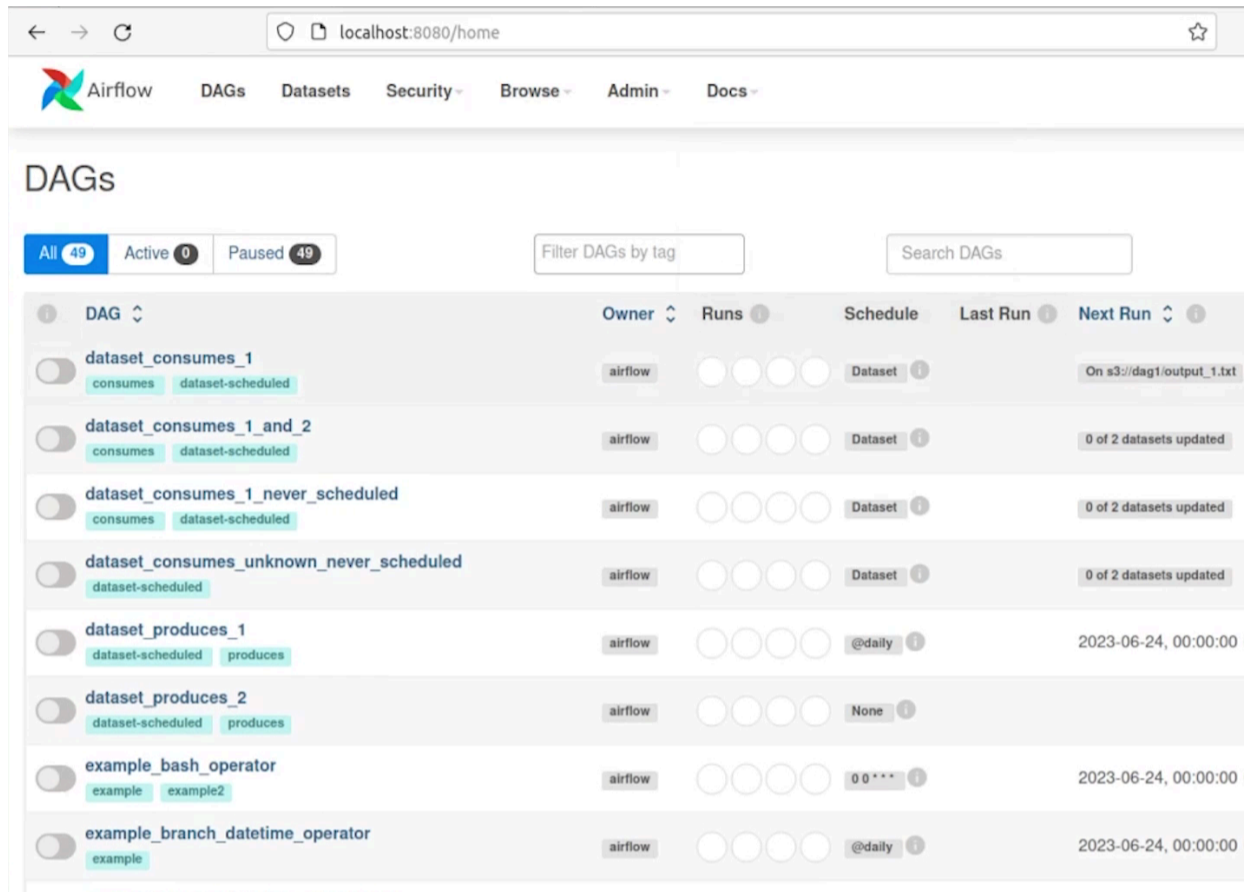 localhost:8080/home
Airflow DAGs Datasets Security Browse Admin Docs
DAGs
All 49 Active 0 Paused 49 Filter DAGs by tag Search DAGs
DAG Owner Runs Schedule Last Run Next Run
dataset_consumes_1
consumes dataset-scheduled airflow Dataset On s3://dag1/output_1.txt
dataset_consumes_1_and_2
consumes dataset-scheduled airflow Dataset 0 of 2 datasets updated
dataset_consumes_1_never_scheduled
consumes dataset-scheduled airflow Dataset 0 of 2 datasets updated
dataset_consumes_unknown_never_scheduled
dataset-scheduled airflow Dataset 0 of 2 datasets updated
dataset_produces_1
dataset-scheduled produces airflow @daily 2023-06-24, 00:00:00
dataset_produces_2
dataset-scheduled produces airflow None
example_bash_operator
example example2 airflow 0 0 * * * 2023-06-24, 00:00:00
example_branch_datetime_operator
example airflow @daily 2023-06-24, 00:00:00